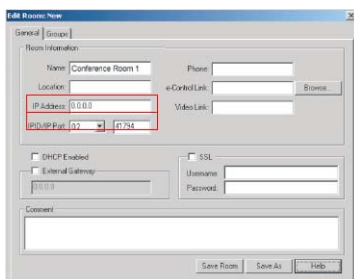 Edit Room: New
General Groups
Room Information
Name: Conference Room 1 Phone:
Location: e-Control Link: Browse...
IP Address: 0.0.0.0 Video Link:
IPID/IP Port: 02 41794
DHCP Enabled SSL
External Gateway Username:
0.0.0.0 Password:
Comment
Save Room Save As Help